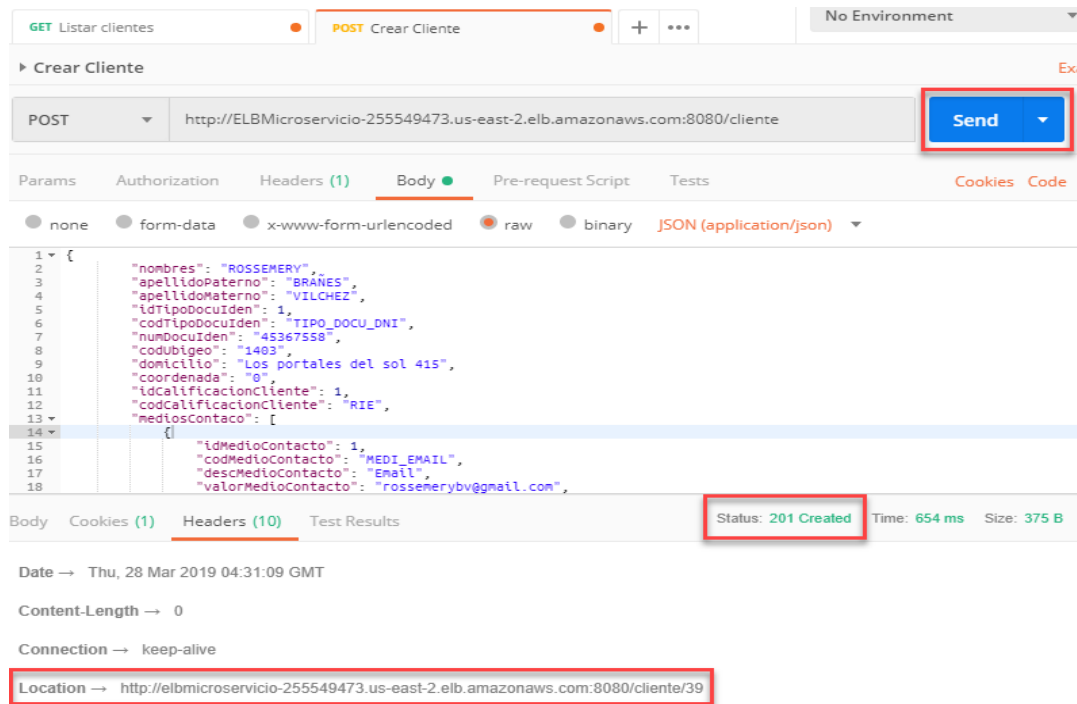 No Environment
GET Listar clientes
POST Crear Cliente
Crear Cliente
POST http://ELBMicroservicio-255549473.us-east-2.elb.amazonaws.com:8080/cliente Send
Params Authorization Headers (1) Body Pre-request Script Tests Cookies Code
none form-data x-www-form-urlencoded raw binary JSON (application/json)
1 {
2 "nombres": "ROSSEMERY",
3 "apellidoPaterno": "BRAÑES",
4 "apellidoMaterno": "VILCHEZ",
5 "idTipoDocuIden": 1,
6 "codTipoDocuIden": "TIPO_DOCU_DNI",
7 "numDocuIden": "45367558",
8 "codUbigeo": "1403",
9 "domicilio": "Los portales del sol 415",
10 "coordenada": "0",
11 "idCalificacionCliente": 1,
12 "codCalificacionCliente": "RIE",
13 "mediosContaco": [
14 {
15 "idMedioContacto": 1,
16 "codMedioContacto": "MEDI_EMAIL",
17 "descMedioContacto": "Email",
18 "valorMedioContacto": "rossemerybv@gmail.com",
Body Cookies (1) Headers (10) Test Results Status: 201 Created Time: 654 ms Size: 375 B
Date → Thu, 28 Mar 2019 04:31:09 GMT
Content-Length → 0
Connection → keep-alive
Location → http://elbmicroservicio-255549473.us-east-2.elb.amazonaws.com:8080/cliente/39